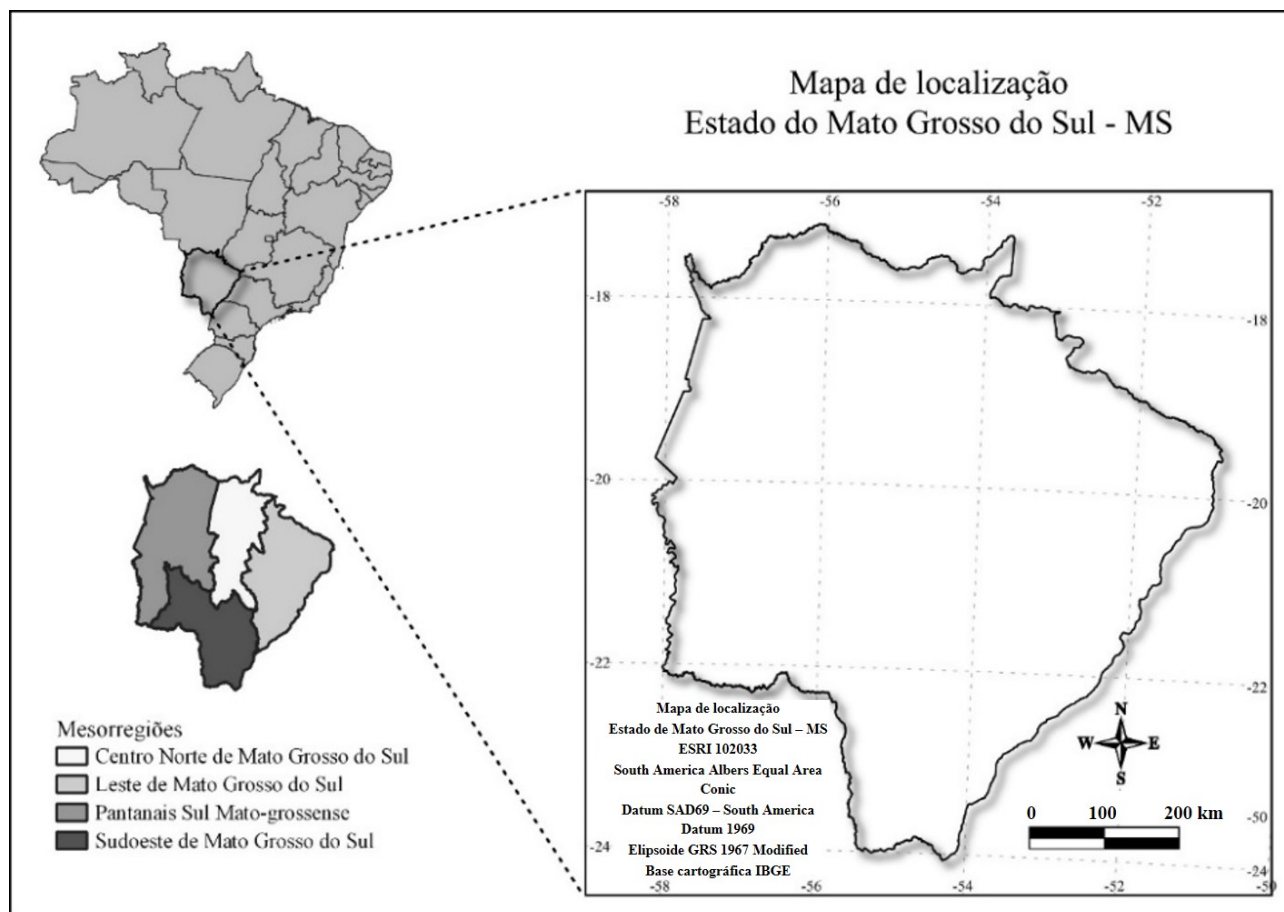 Mapa de localização
Estado do Mato Grosso do Sul - MS
-58
-56
-54
-52
-18
-18
-20
-20
-22
-22
Mesorregiões
Centro Norte de Mato Grosso do Sul
Leste de Mato Grosso do Sul
Pantanais Sul Mato-grossense
Sudoeste de Mato Grosso do Sul
Mapa de localização
Estado de Mato Grosso do Sul – MS
ESRI 102033
South America Albers Equal Area
Conic
Datum SAD69 – South America
Datum 1969
Elipsoide GRS 1967 Modified
Base cartográfica IBGE
N
W
E
S
0 100 200 km
-50
-24
-24
-58
-56
-54
-52
-50